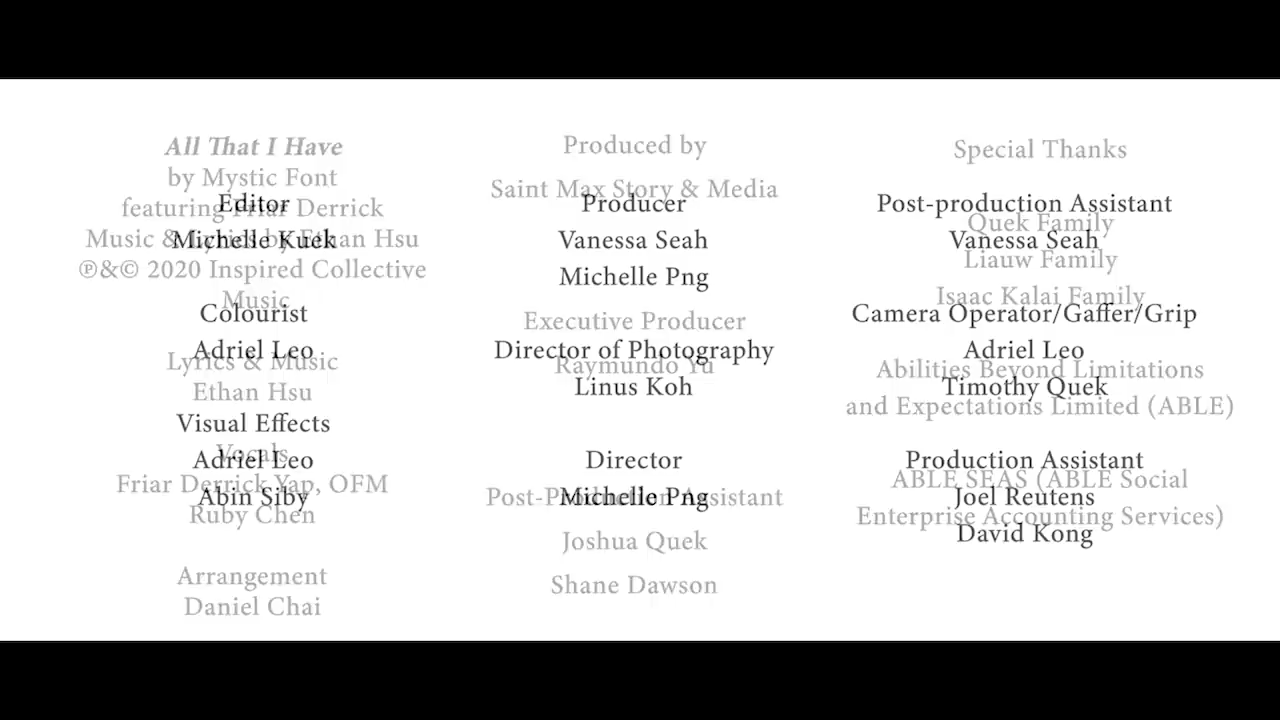 Editor
Michelle Kuek
Colourist
Adriel Leo
Visual Effects
Adriel Leo
Abin Siby
Producer
Vanessa Seah
Michelle Png
Director of Photography
Linus Koh
Director
Michelle Png
Post-production Assistant
Vanessa Seah
Camera Operator/Gaffer/Grip
Adriel Leo
Timothy Quek
Production Assistant
Joel Reutens
David Kong
All That I Have
by Mystic Font
featuring Friar Derrick
Music & Lyrics by Ethan Hsu
℗&© 2020 Inspired Collective
Music
Lyrics & Music
Ethan Hsu
Vocals
Friar Derrick Yap, OFM
Ruby Chen
Arrangement
Daniel Chai
Produced by
Saint Max Story & Media
Executive Producer
Raymundo Yu
Post-Production Assistant
Joshua Quek
Shane Dawson
Special Thanks
Quek Family
Liauw Family
Isaac Kalai Family
Abilities Beyond Limitations
and Expectations Limited (ABLE)
ABLE SEAS (ABLE Social
Enterprise Accounting Services)